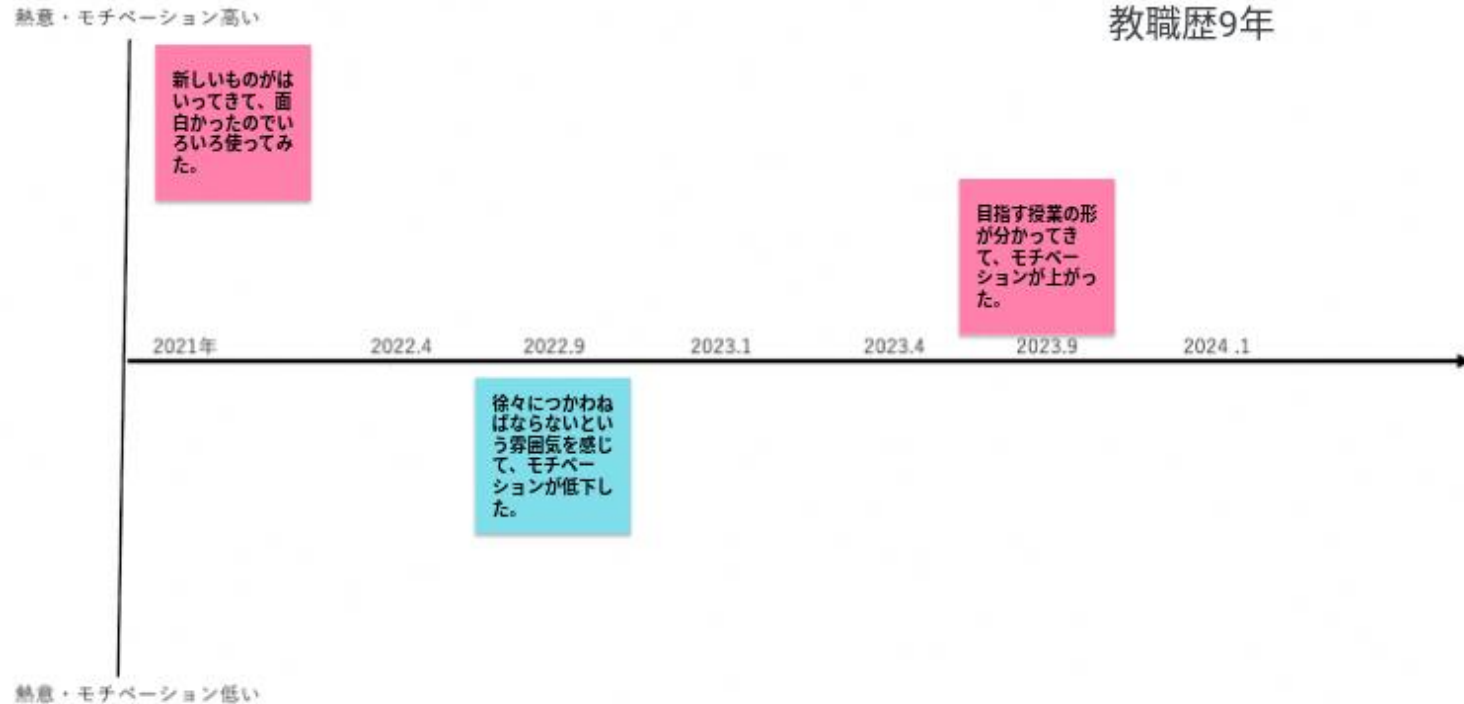 熱意・モチベーション高い
教職歴9年
新しいものがは
いってきて、面
白かったのでい
ろいろ使ってみ
た。
目指す授業の形
が分かってき
て、モチベー
ションが上がっ
た。
2021年
2022.4
2022.9
2023.1
2023.4
2023.9
2024 .1
徐々につかわね
ばならないとい
う雰囲気を感じ
て、モチベー
ションが低下し
た。
熱意・モチベーション低い